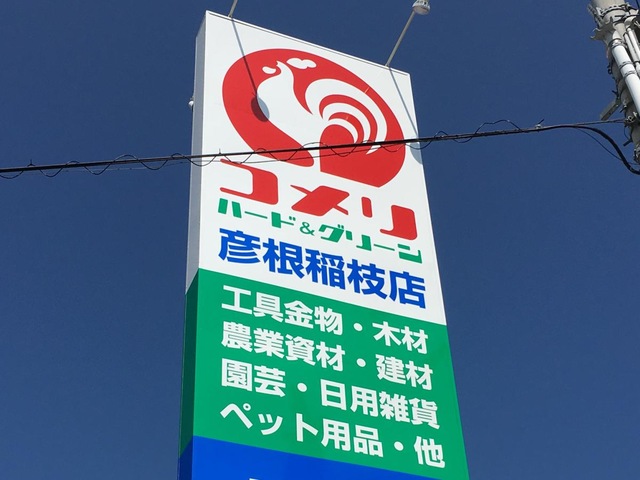 コメリ
ハード&グリーン
彦根稲枝店
工具金物・木材
農業資材・建材
園芸・日用雑貨
ペット用品・他